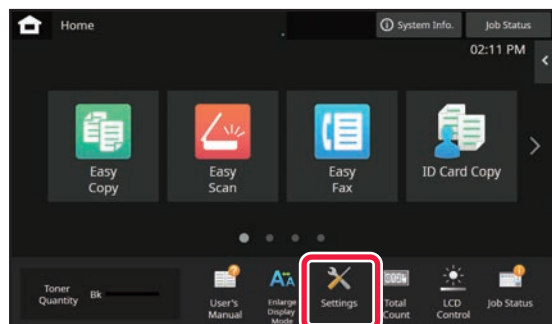 Home
System Info.
Job Status
02:11 PM
Easy
Copy
Easy
Scan
Easy
Fax
ID Card Copy
Toner
Quantity
Bk
User's
Manual
Enlarge
Display
Mode
Settings
Total
Count
LCD
Control
Job Status